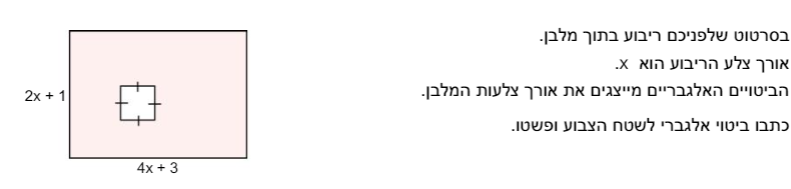 בסרטוט שלפניכם ריבוע בתוך מלבן.
אורך צלע הריבוע הוא x.
הביטויים האלגבריים מייצגים את אורך צלעות המלבן.
כתבו ביטוי אלגברי לשטח הצבוע ופשטו.
2x + 1
4x + 3